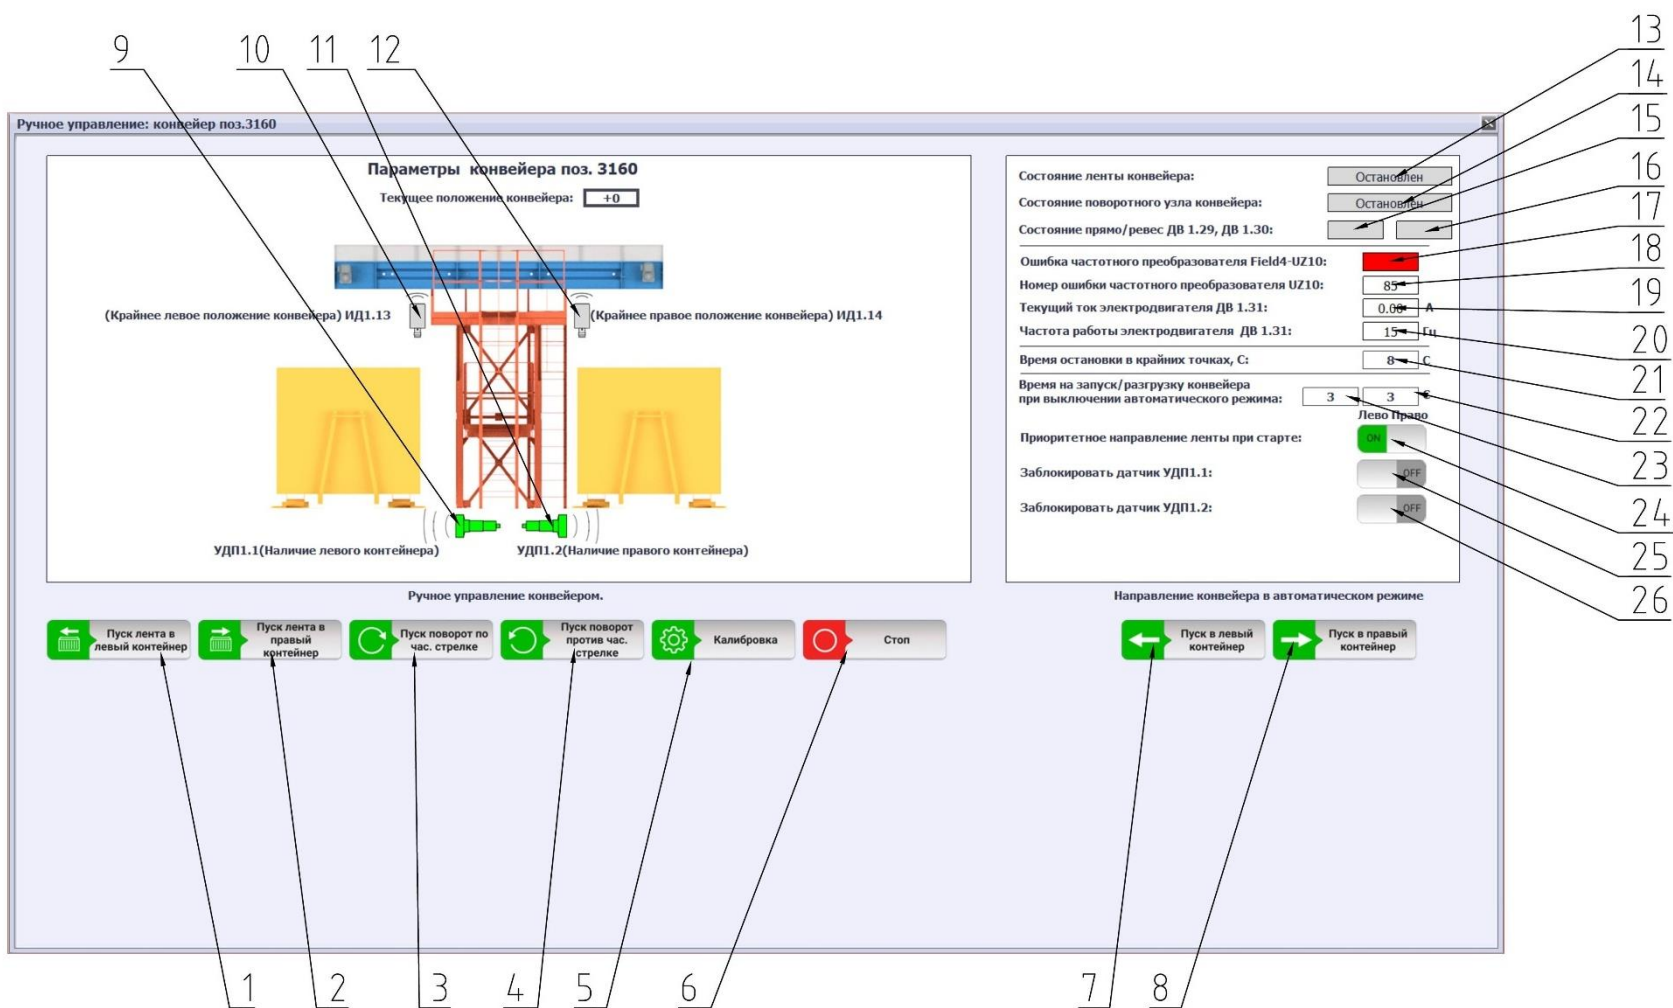 9
10
11
12
13
14
15
16
17
18
19
20
21
22
23
24
25
26
Ручное управление: конвейер поз.3160
Параметры конвейера поз. 3160
Текущее положение конвейера: +0
(Крайнее левое положение конвейера) ИД1.13
(Крайнее правое положение конвейера) ИД1.14
УДП1.1(Наличие левого контейнера)
УДП1.2(Наличие правого контейнера)
Состояние ленты конвейера: Остановлен
Состояние поворотного узла конвейера: Остановлен
Состояние прямо/ревес ДВ 1.29, ДВ 1.30:
Ошибка частотного преобразователя Field4-UZ10:
Номер ошибки частотного преобразователя UZ10: 85
Текущий ток электродвигателя ДВ 1.31: 0.00 А
Частота работы электродвигателя ДВ 1.31: 15 Гц
Время остановки в крайних точках, С: 8 С
Время на запуск/разгрузку конвейера
при выключении автоматического режима: 3 3 С
Лево Право
Приоритетное направление ленты при старте: ON
Заблокировать датчик УДП1.1: OFF
Заблокировать датчик УДП1.2: OFF
Ручное управление конвейером.
Направление конвейера в автоматическом режиме
Пуск лента в
левый контейнер
Пуск лента в
правый
контейнер
Пуск поворот по
час. стрелке
Пуск поворот
против час.
стрелке
Калибровка
Стоп
Пуск в левый
контейнер
Пуск в правый
контейнер
1
2
3
4
5
6
7
8